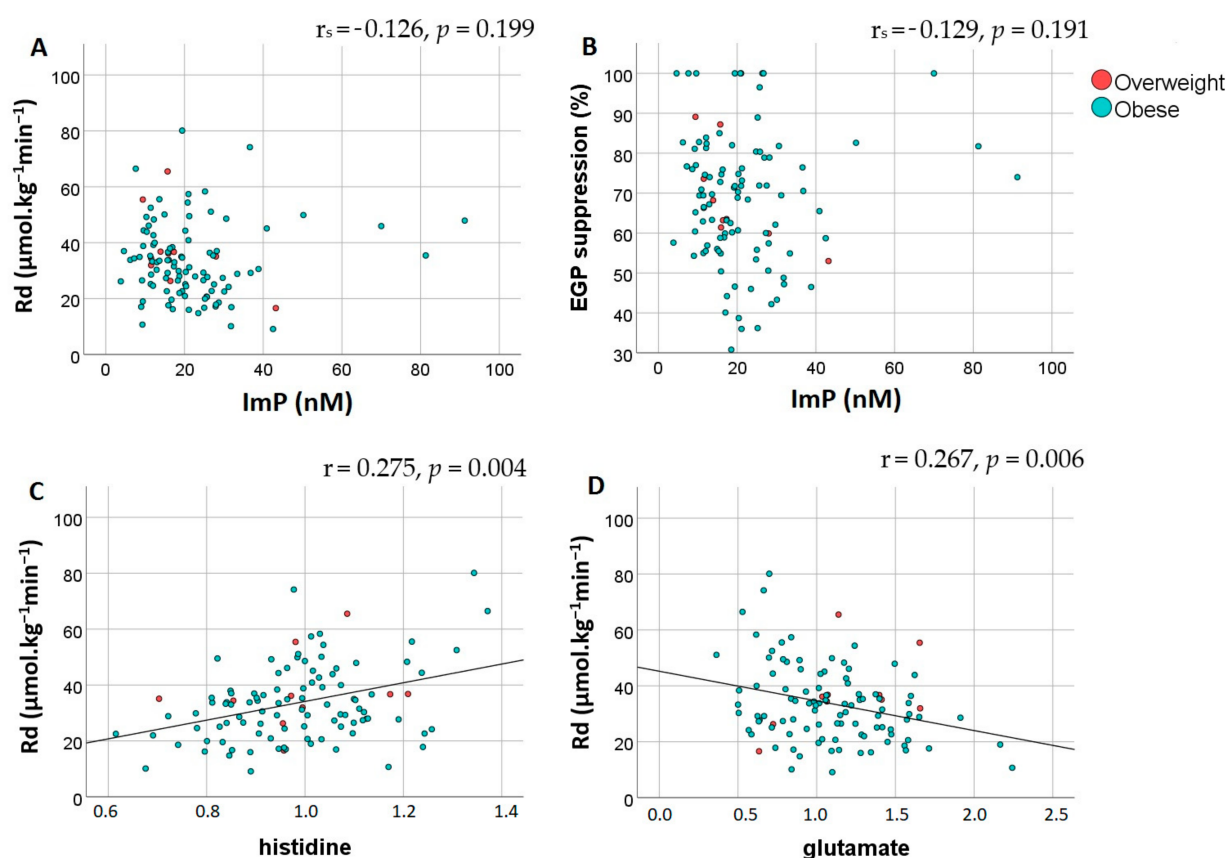 A
rs = -0.126, p = 0.199
Rd (μmol.kg⁻¹min⁻¹)
100
80
60
40
20
0
0 20 40 60 80 100
ImP (nM)
B
rs = -0.129, p = 0.191
EGP suppression (%)
100
90
80
70
60
50
40
30
0 20 40 60 80 100
ImP (nM)
Overweight
Obese
C
r = 0.275, p = 0.004
Rd (μmol.kg⁻¹min⁻¹)
100
80
60
40
20
0
0.6 0.8 1.0 1.2 1.4
histidine
D
r = 0.267, p = 0.006
Rd (μmol.kg⁻¹min⁻¹)
100
80
60
40
20
0
0.0 0.5 1.0 1.5 2.0 2.5
glutamate